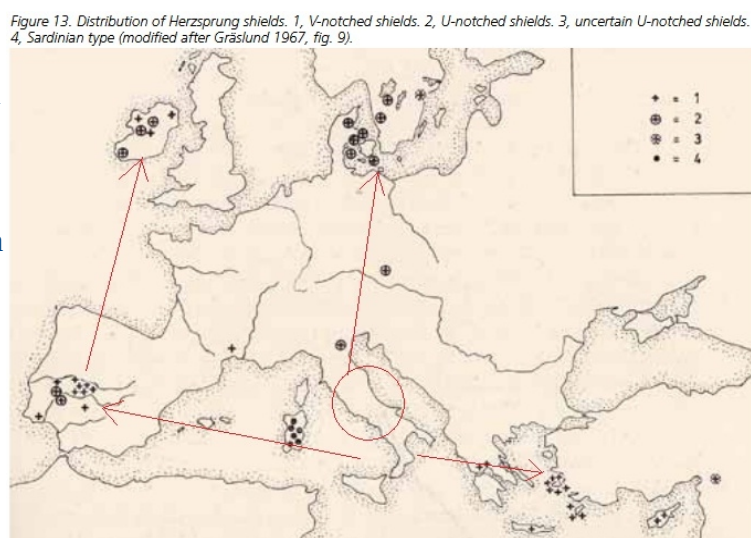 Figure 13. Distribution of Herzsprung shields. 1, V-notched shields. 2, U-notched shields. 3, uncertain U-notched shields.
4, Sardinian type (modified after Gräslund 1967, fig. 9).
+ = 1
⊕ = 2
= 3
● = 4